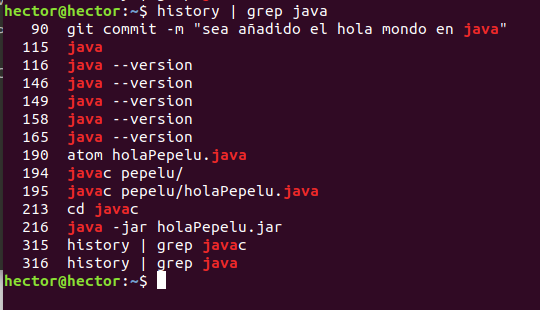 hector@hector:~$ history | grep java
90 git commit -m "sea añadido el hola mondo en java"
115 java
116 java --version
146 java --version
149 java --version
158 java --version
165 java --version
190 atom holaPepelu.java
194 javac pepelu/
195 javac pepelu/holaPepelu.java
213 cd javac
216 java -jar holaPepelu.jar
315 history | grep javac
316 history | grep java
hector@hector:~$